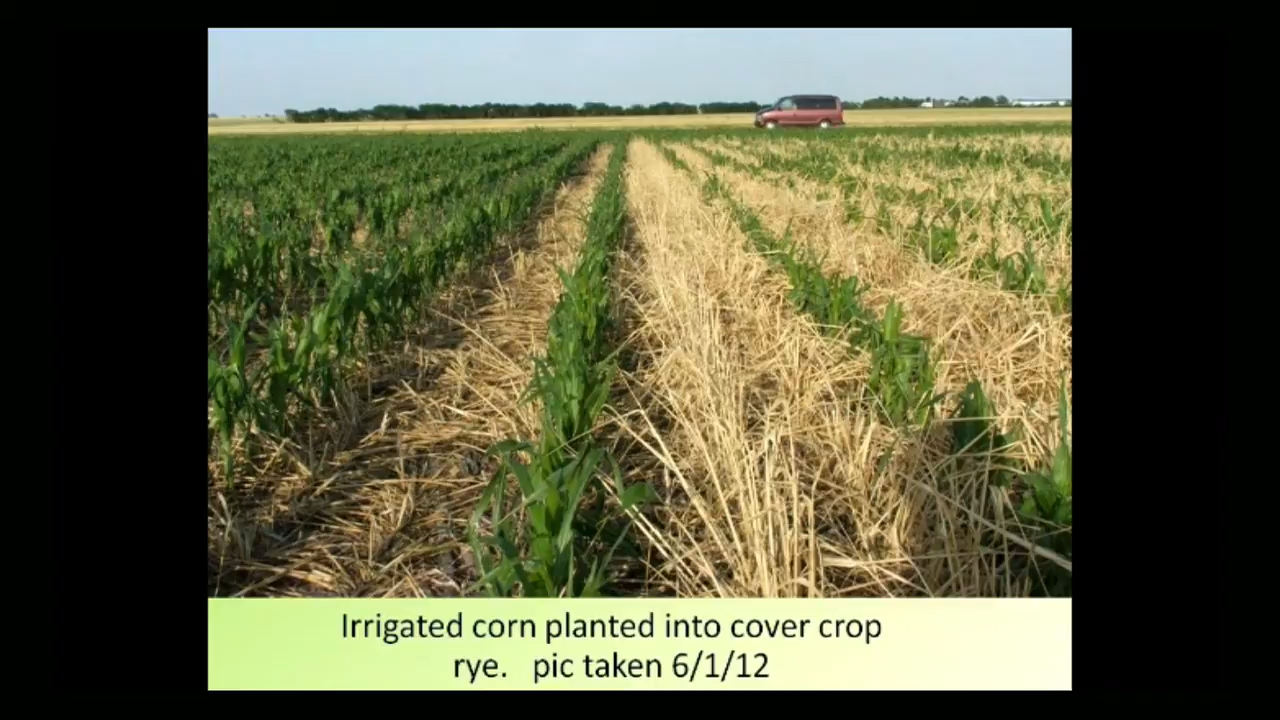 Irrigated corn planted into cover crop
rye.   pic taken 6/1/12